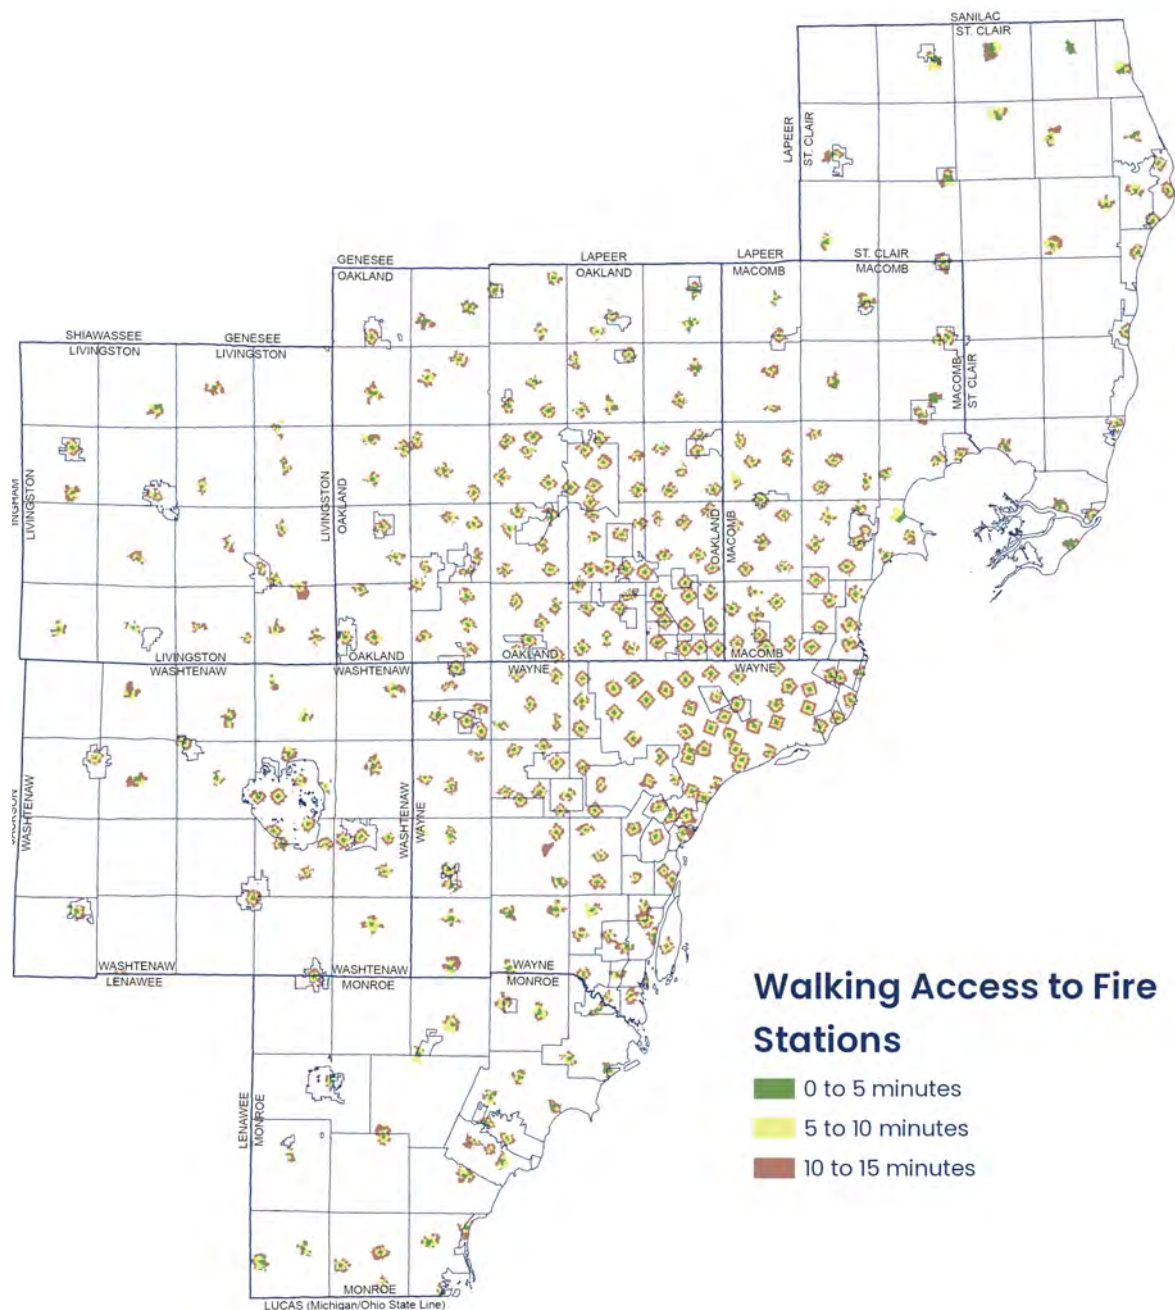 SANILAC
ST. CLAIR
LAPEER
ST. CLAIR
GENESEE
OAKLAND
LAPEER
OAKLAND
LAPEER
MACOMB
ST. CLAIR
MACOMB
SHIAWASSEE
LIVINGSTON
GENESEE
LIVINGSTON
MACOMB
ST. CLAIR
INGHAM
LIVINGSTON
LIVINGSTON
OAKLAND
OAKLAND
MACOMB
LIVINGSTON
WASHTENAW
OAKLAND
WASHTENAW
OAKLAND
WAYNE
MACOMB
WAYNE
JACKSON
WASHTENAW
WASHTENAW
WAYNE
WASHTENAW
LENAWEE
WASHTENAW
MONROE
WAYNE
MONROE
LENAWEE
MONROE
MONROE
LUCAS (Michigan/Ohio State Line)
Walking Access to Fire
Stations
0 to 5 minutes
5 to 10 minutes
10 to 15 minutes